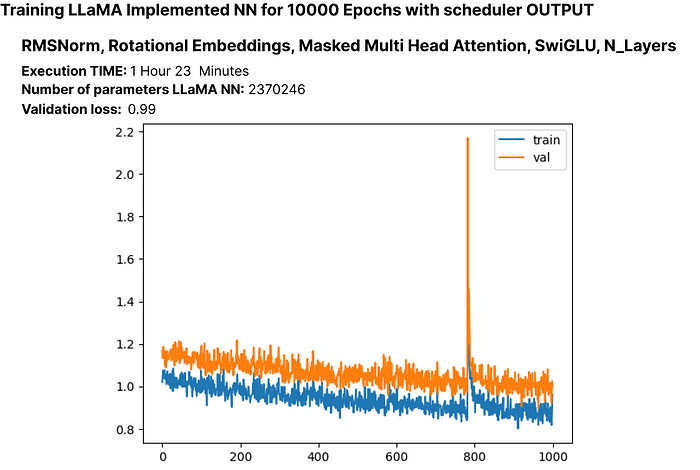 Training LLaMA Implemented NN for 10000 Epochs with scheduler OUTPUT
RMSNorm, Rotational Embeddings, Masked Multi Head Attention, SwiGLU, N_Layers
Execution TIME: 1 Hour 23 Minutes
Number of parameters LLaMA NN: 2370246
Validation loss: 0.99
2.2
train
val
2.0
1.8
1.6
1.4
1.2
1.0
0.8
0 200 400 600 800 1000